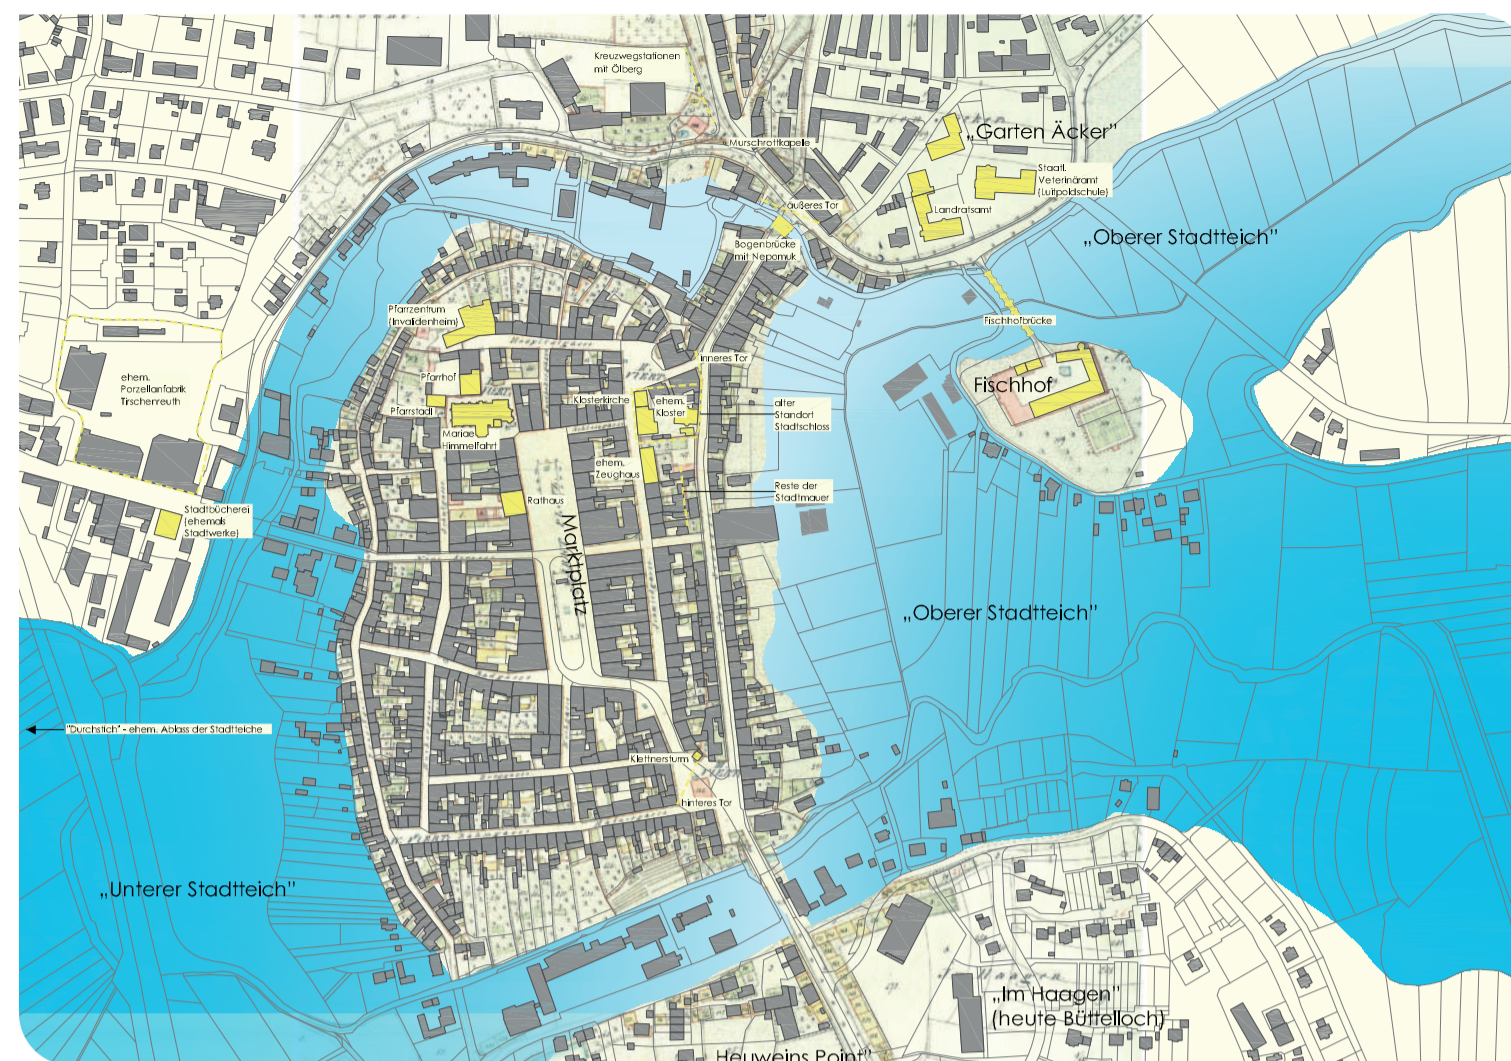 Kreuzwegstationen
mit Ölberg
„Garten Äcker”
Murschrottkapelle
Staatl.
Veterinäramt
(Luitpoldschule)
äußeres Tor
Landratsamt
Bogenbrücke
mit Nepomuk
„Oberer Stadtteich”
Pfarrzentrum
(Invalidenheim)
Fischhofbrücke
inneres Tor
ehem.
Porzellanfabrik
Tirschenreuth
Pfarrhof
Fischhof
Klosterkirche
ehem.
Kloster
alter
Standort
Stadtschloss
Pfarrstadl
Mariae
Himmelfahrt
ehem.
Zeughaus
Reste der
Stadtmauer
Rathaus
Stadtbücherei
(ehemals
Stadtwerke)
Marktplatz
„Oberer Stadtteich”
"Durchstich" - ehem. Ablass der Stadtteiche
Klettnersturm
hinteres Tor
„Unterer Stadtteich”
„Im Haagen”
(heute Büttelloch)
Heuweins Point”